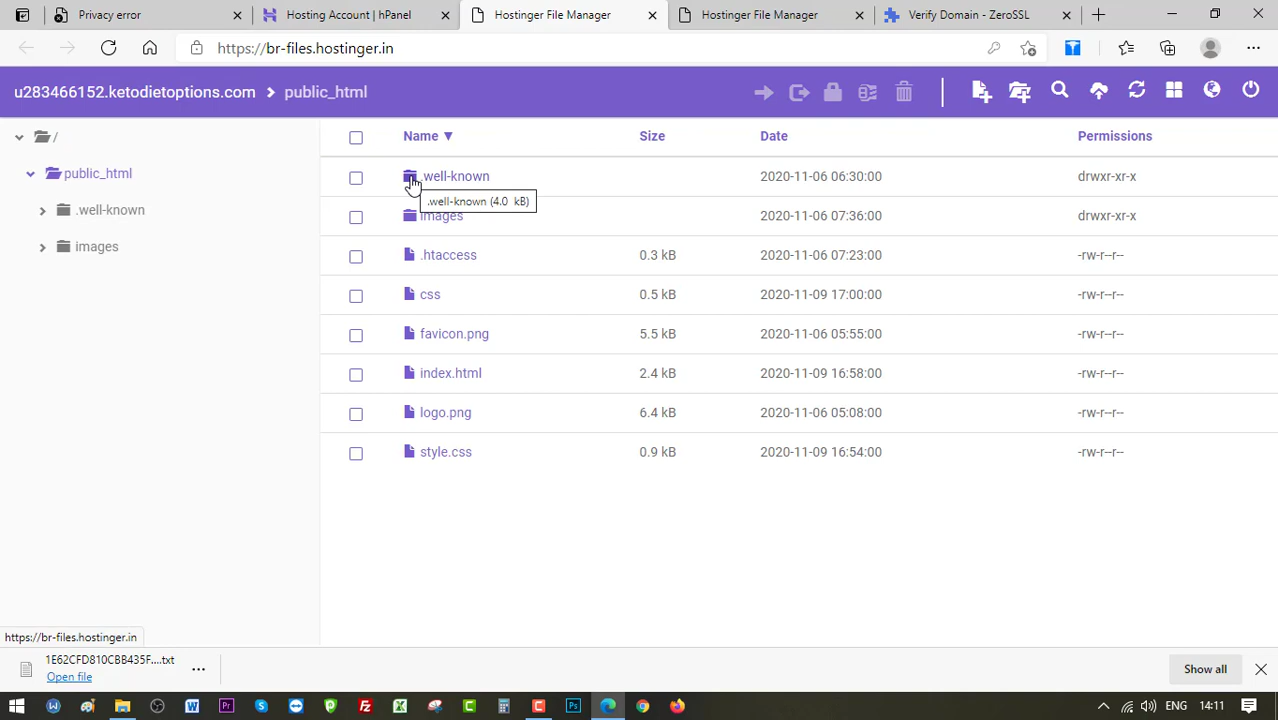 Privacy error
Hosting Account | hPanel
Hostinger File Manager
Hostinger File Manager
Verify Domain - ZeroSSL
https://br-files.hostinger.in
u283466152.ketodietoptions.com > public_html
/
public_html
.well-known
images
Name ▼ Size Date Permissions
.well-known 2020-11-06 06:30:00 drwxr-xr-x
.well-known (4.0 kB)
images 2020-11-06 07:36:00 drwxr-xr-x
.htaccess 0.3 kB 2020-11-06 07:23:00 -rw-r--r--
css 0.5 kB 2020-11-09 17:00:00 -rw-r--r--
favicon.png 5.5 kB 2020-11-06 05:55:00 -rw-r--r--
index.html 2.4 kB 2020-11-09 16:58:00 -rw-r--r--
logo.png 6.4 kB 2020-11-06 05:08:00 -rw-r--r--
style.css 0.9 kB 2020-11-09 16:54:00 -rw-r--r--
https://br-files.hostinger.in
1E62CFD810CBB435F....txt
Open file
Show all
ENG 14:11